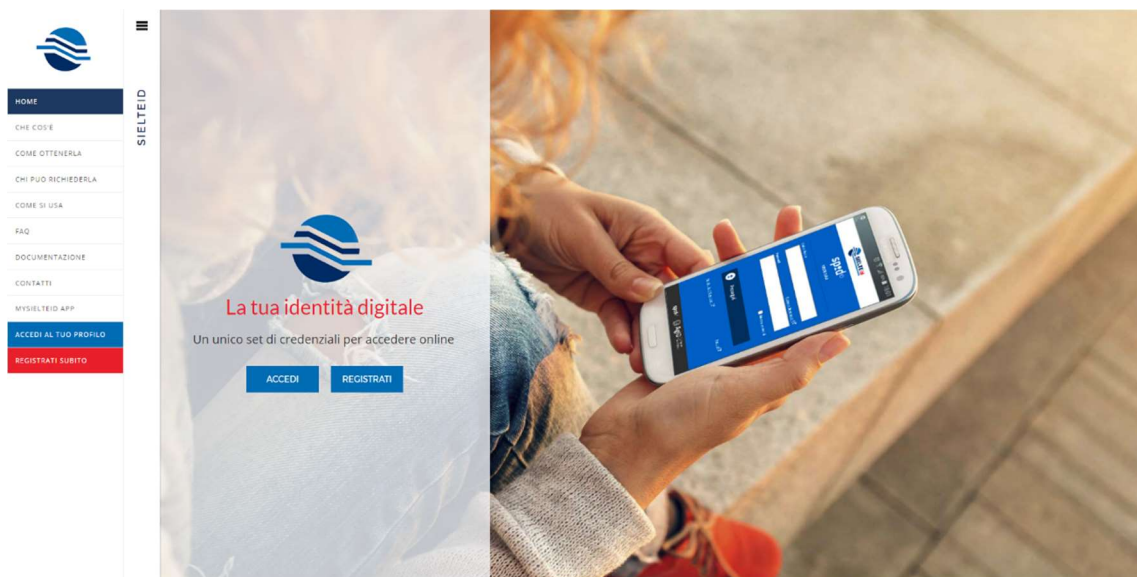 HOME
CHE COS'È
COME OTTENERLA
CHI PUÒ RICHIEDERLA
COME SI USA
FAQ
DOCUMENTAZIONE
CONTATTI
MYSIELTEID APP
ACCEDI AL TUO PROFILO
REGISTRATI SUBITO
SIELTEID
La tua identità digitale
Un unico set di credenziali per accedere online
ACCEDI
REGISTRATI
SIELTE
spid